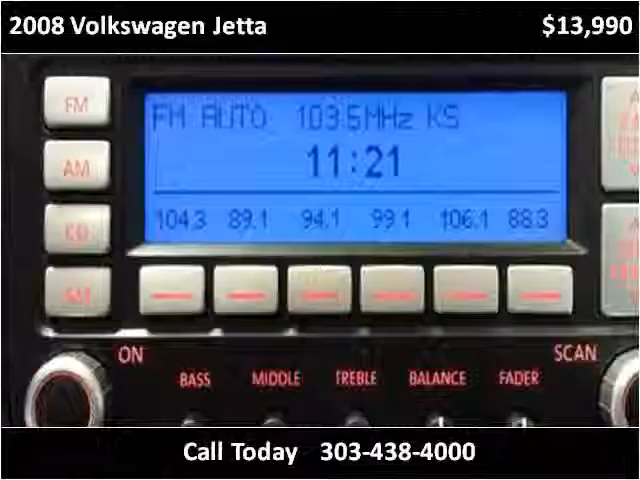 2008 Volkswagen Jetta $13,990
FM
FM AUTO 103.5MHz KS
AM
11:21
CD
104.3 89.1 94.1 99.1 106.1 88.3
SAT
ON
SCAN
BASS MIDDLE TREBLE BALANCE FADER
Call Today 303-438-4000